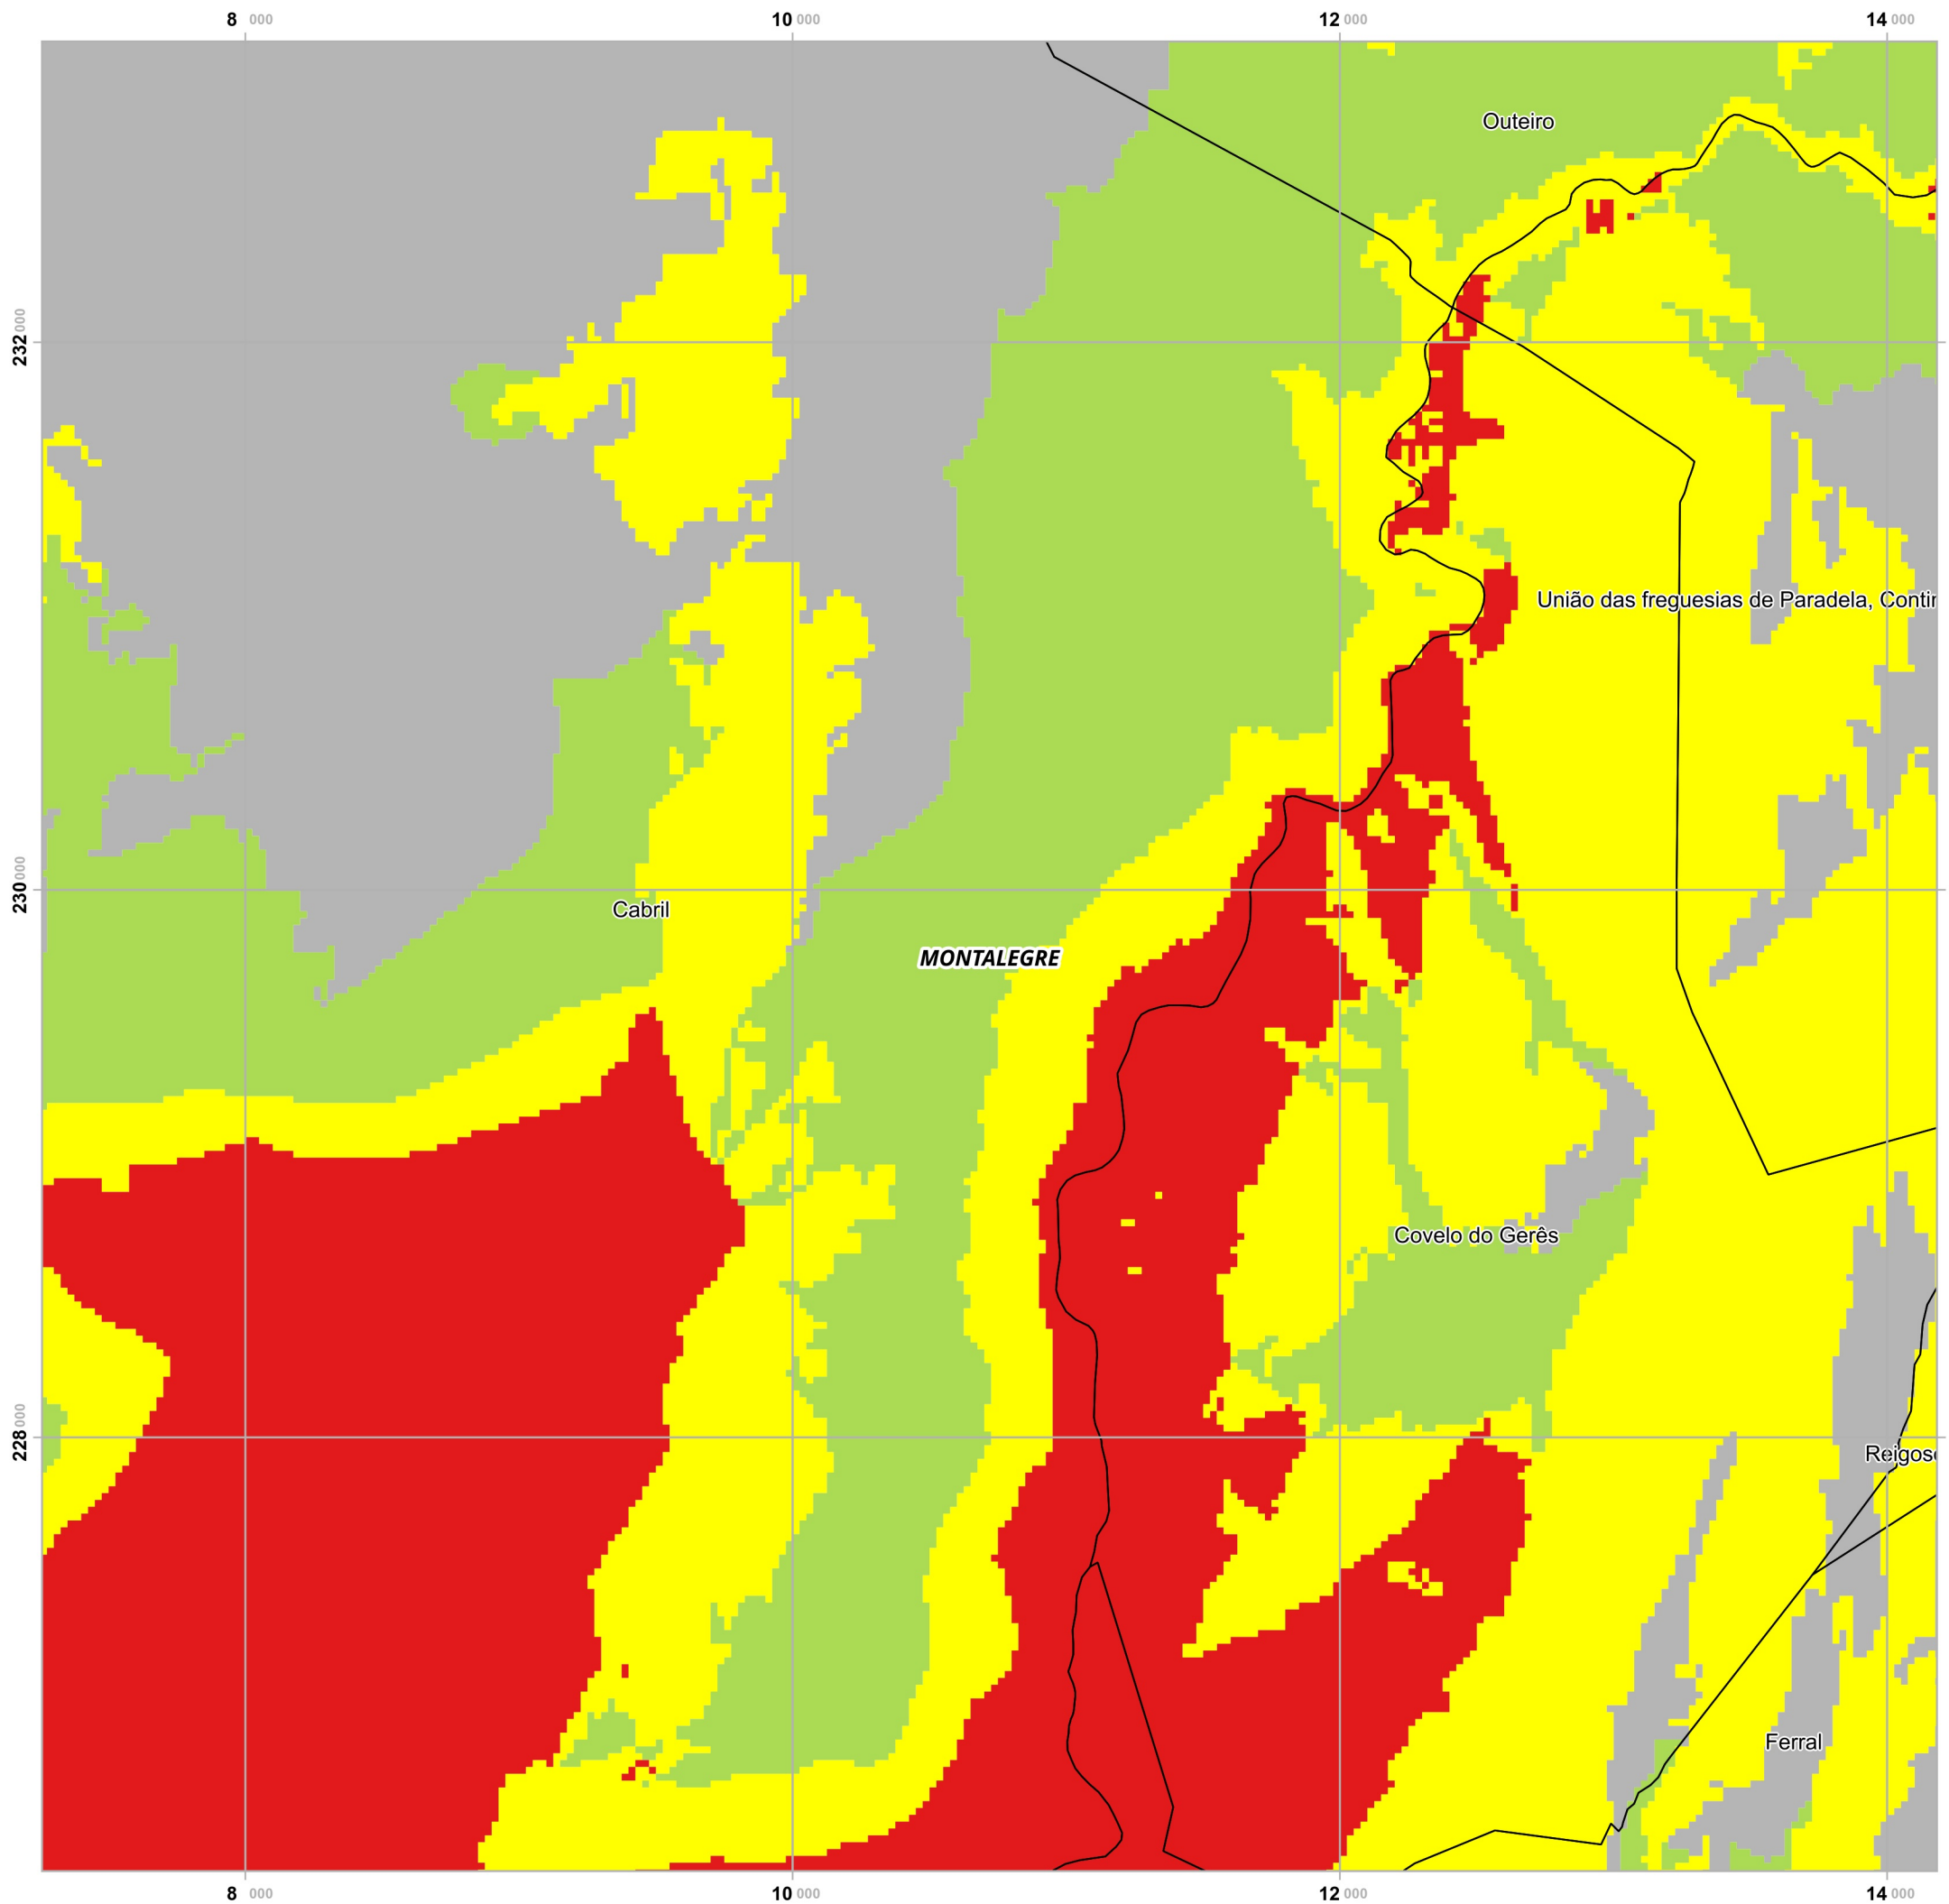 8 000 10 000 12 000 14 000
Outeiro
232 000
União das freguesias de Paradela, Contin
230 000
Cabril
MONTALEGRE
Covelo do Gerês
228 000
Reigoso
Ferral
8 000 10 000 12 000 14 000